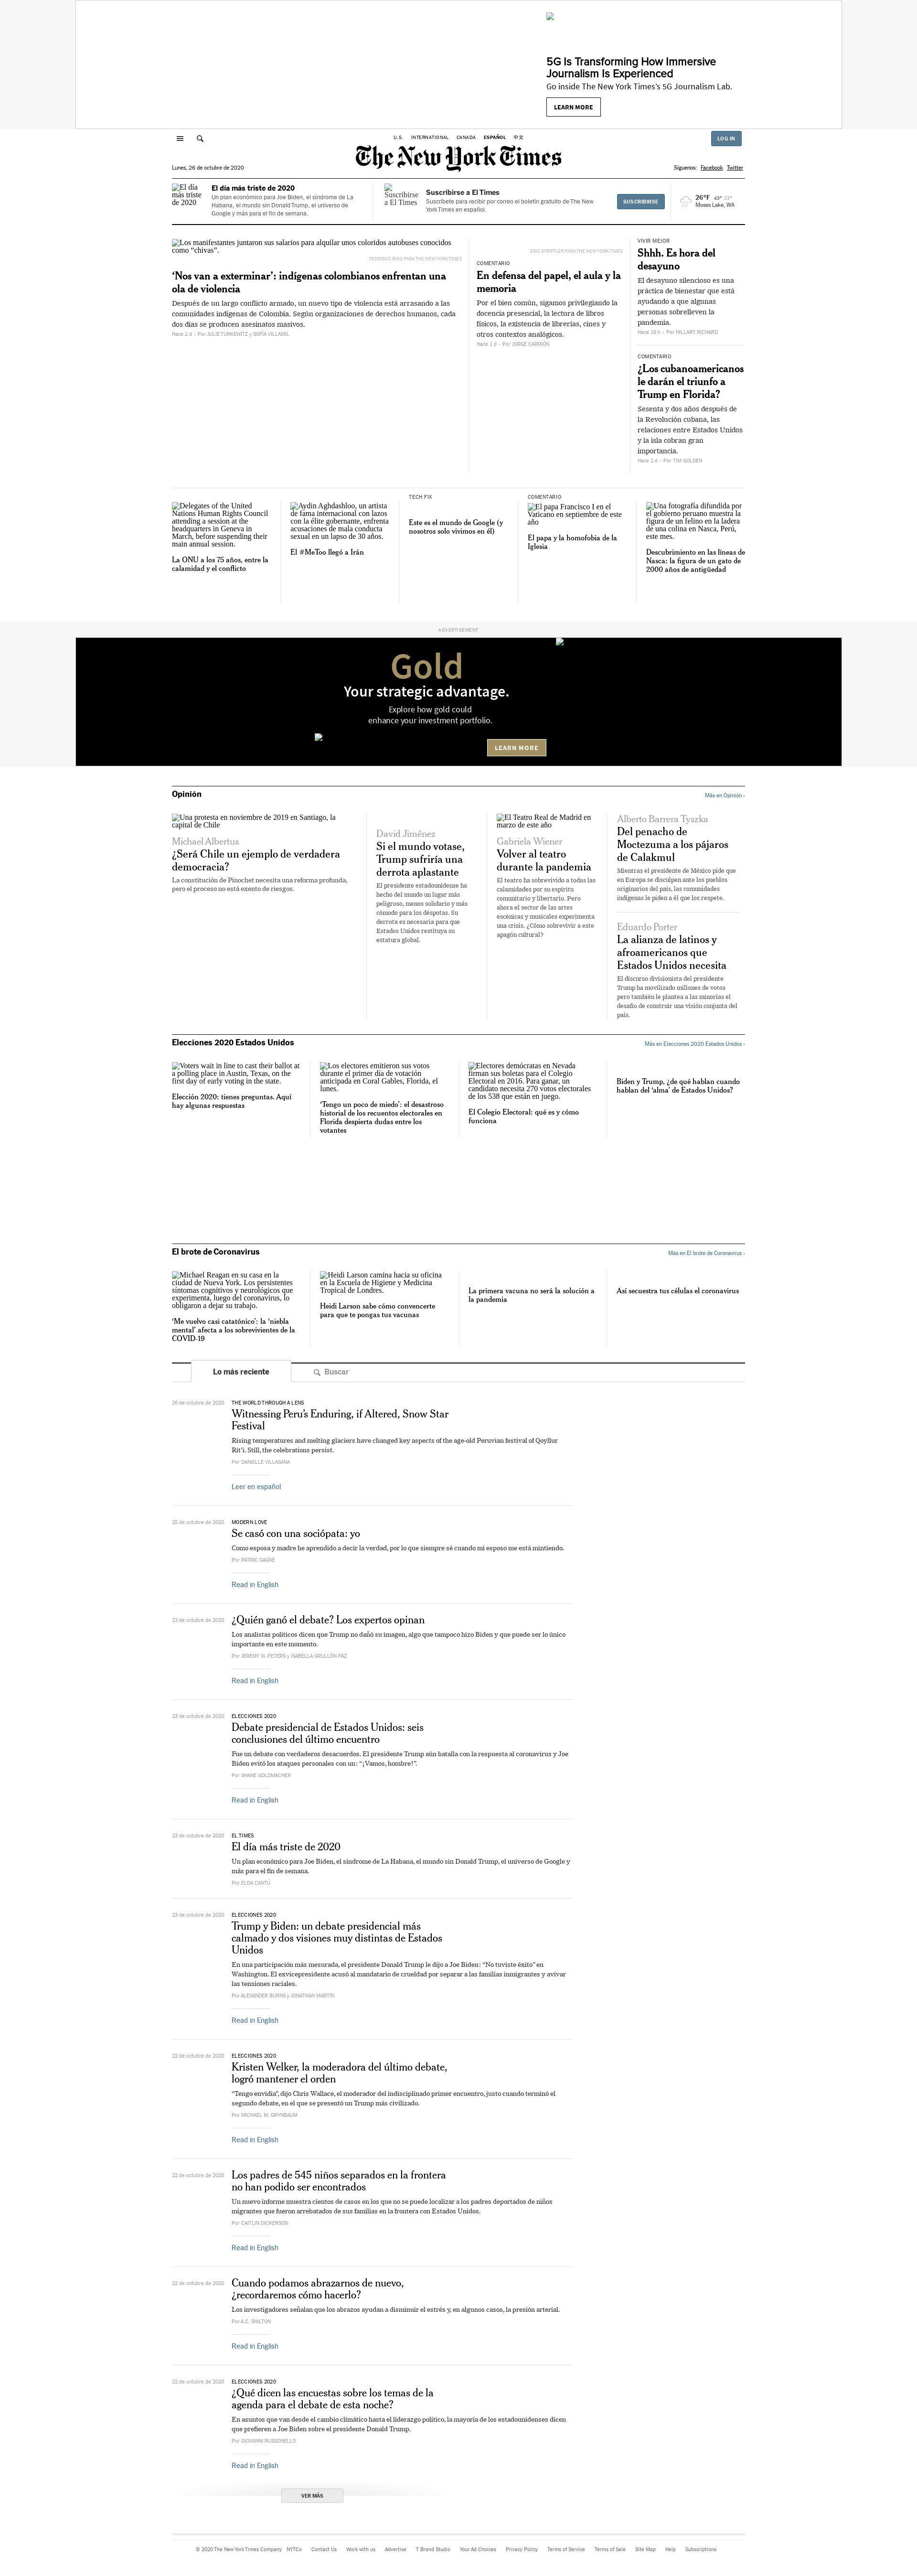 5G Is Transforming How Immersive
Journalism Is Experienced
Go inside The New York Times's 5G Journalism Lab.
LEARN MORE
U.S.
INTERNATIONAL
CANADA
ESPAÑOL
中文
LOG IN
The New York Times
Lunes, 26 de octubre de 2020
Síguenos:
Facebook
Twitter
El día
más triste
de 2020
El día más triste de 2020
Un plan económico para Joe Biden, el síndrome de La
Habana, el mundo sin Donald Trump, el universo de
Google y más para el fin de semana.
Suscribirse
a El Times
Suscribirse a El Times
Suscríbete para recibir por correo el boletín gratuito de The New
York Times en español.
SUSCRIBIRSE
26°F 43° 23°
Moses Lake, WA
Los manifestantes juntaron sus salarios para alquilar unos coloridos autobuses conocidos
como “chivas”.
FEDERICO RIOS PARA THE NEW YORK TIMES
‘Nos van a exterminar’: indígenas colombianos enfrentan una
ola de violencia
Después de un largo conflicto armado, un nuevo tipo de violencia está arrasando a las
comunidades indígenas de Colombia. Según organizaciones de derechos humanos, cada
dos días se producen asesinatos masivos.
Hace 2 d - Por JULIE TURKEWITZ y SOFÍA VILLAMIL
ERIC STRIFFLER PARA THE NEW YORK TIMES
COMENTARIO
En defensa del papel, el aula y la
memoria
Por el bien común, sigamos privilegiando la
docencia presencial, la lectura de libros
físicos, la existencia de librerías, cines y
otros contextos analógicos.
Hace 1 d - Por JORGE CARRIÓN
VIVIR MEJOR
Shhh. Es hora del
desayuno
El desayuno silencioso es una
práctica de bienestar que está
ayudando a que algunas
personas sobrelleven la
pandemia.
Hace 16 h - Por HILLARY RICHARD
COMENTARIO
¿Los cubanoamericanos
le darán el triunfo a
Trump en Florida?
Sesenta y dos años después de
la Revolución cubana, las
relaciones entre Estados Unidos
y la isla cobran gran
importancia.
Hace 2 d - Por TIM GOLDEN
Delegates of the United
Nations Human Rights Council
attending a session at the
headquarters in Geneva in
March, before suspending their
main annual session.
La ONU a los 75 años, entre la
calamidad y el conflicto
Aydin Aghdashloo, un artista
de fama internacional con lazos
con la élite gobernante, enfrenta
acusaciones de mala conducta
sexual en un lapso de 30 años.
El #MeToo llegó a Irán
TECH FIX
Este es el mundo de Google (y
nosotros solo vivimos en él)
COMENTARIO
El papa Francisco I en el
Vaticano en septiembre de este
año
El papa y la homofobia de la
Iglesia
Una fotografía difundida por
el gobierno peruano muestra la
figura de un felino en la ladera
de una colina en Nasca, Perú,
este mes.
Descubrimiento en las líneas de
Nasca: la figura de un gato de
2000 años de antigüedad
ADVERTISEMENT
Gold
Your strategic advantage.
Explore how gold could
enhance your investment portfolio.
LEARN MORE
Opinión
Más en Opinión ›
Una protesta en noviembre de 2019 en Santiago, la
capital de Chile
Michael Albertus
¿Será Chile un ejemplo de verdadera
democracia?
La constitución de Pinochet necesita una reforma profunda,
pero el proceso no está exento de riesgos.
David Jiménez
Si el mundo votase,
Trump sufriría una
derrota aplastante
El presidente estadounidense ha
hecho del mundo un lugar más
peligroso, menos solidario y más
cómodo para los déspotas. Su
derrota es necesaria para que
Estados Unidos restituya su
estatura global.
El Teatro Real de Madrid en
marzo de este año
Gabriela Wiener
Volver al teatro
durante la pandemia
El teatro ha sobrevivido a todas las
calamidades por su espíritu
comunitario y libertario. Pero
ahora el sector de las artes
escénicas y musicales experimenta
una crisis. ¿Cómo sobrevivir a este
apagón cultural?
Alberto Barrera Tyszka
Del penacho de
Moctezuma a los pájaros
de Calakmul
Mientras el presidente de México pide que
en Europa se disculpen ante los pueblos
originarios del país, las comunidades
indígenas le piden a él que los respete.
Eduardo Porter
La alianza de latinos y
afroamericanos que
Estados Unidos necesita
El discurso divisionista del presidente
Trump ha movilizado millones de votos
pero también le plantea a las minorías el
desafío de construir una visión conjunta del
país.
Elecciones 2020 Estados Unidos
Más en Elecciones 2020 Estados Unidos ›
Voters wait in line to cast their ballot at
a polling place in Austin, Texas, on the
first day of early voting in the state.
Elección 2020: tienes preguntas. Aquí
hay algunas respuestas
Los electores emitieron sus votos
durante el primer día de votación
anticipada en Coral Gables, Florida, el
lunes.
‘Tengo un poco de miedo’: el desastroso
historial de los recuentos electorales en
Florida despierta dudas entre los
votantes
Electores demócratas en Nevada
firman sus boletas para el Colegio
Electoral en 2016. Para ganar, un
candidato necesita 270 votos electorales
de los 538 que están en juego.
El Colegio Electoral: qué es y cómo
funciona
Biden y Trump, ¿de qué hablan cuando
hablan del ‘alma’ de Estados Unidos?
El brote de Coronavirus
Más en El brote de Coronavirus ›
Michael Reagan en su casa en la
ciudad de Nueva York. Los persistentes
síntomas cognitivos y neurológicos que
experimenta, luego del coronavirus, lo
obligaron a dejar su trabajo.
‘Me vuelvo casi catatónico’: la ‘niebla
mental’ afecta a los sobrevivientes de la
COVID-19
Heidi Larson camina hacia su oficina
en la Escuela de Higiene y Medicina
Tropical de Londres.
Heidi Larson sabe cómo convencerte
para que te pongas tus vacunas
La primera vacuna no será la solución a
la pandemia
Así secuestra tus células el coronavirus
Lo más reciente
Buscar
26 de octubre de 2020
THE WORLD THROUGH A LENS
Witnessing Peru's Enduring, if Altered, Snow Star
Festival
Rising temperatures and melting glaciers have changed key aspects of the age-old Peruvian festival of Qoyllur
Rit'i. Still, the celebrations persist.
Por DANIELLE VILLASANA
Leer en español
25 de octubre de 2020
MODERN LOVE
Se casó con una sociópata: yo
Como esposa y madre he aprendido a decir la verdad, por lo que siempre sé cuando mi esposo me está mintiendo.
Por PATRIC GAGNE
Read in English
23 de octubre de 2020
¿Quién ganó el debate? Los expertos opinan
Los analistas políticos dicen que Trump no dañó su imagen, algo que tampoco hizo Biden y que puede ser lo único
importante en este momento.
Por JEREMY W. PETERS y ISABELLA GRULLÓN PAZ
Read in English
23 de octubre de 2020
ELECCIONES 2020
Debate presidencial de Estados Unidos: seis
conclusiones del último encuentro
Fue un debate con verdaderos desacuerdos. El presidente Trump aún batalla con la respuesta al coronavirus y Joe
Biden evitó los ataques personales con un: “¡Vamos, hombre!”.
Por SHANE GOLDMACHER
Read in English
23 de octubre de 2020
EL TIMES
El día más triste de 2020
Un plan económico para Joe Biden, el síndrome de La Habana, el mundo sin Donald Trump, el universo de Google y
más para el fin de semana.
Por ELDA CANTÚ
23 de octubre de 2020
ELECCIONES 2020
Trump y Biden: un debate presidencial más
calmado y dos visiones muy distintas de Estados
Unidos
En una participación más mesurada, el presidente Donald Trump le dijo a Joe Biden: “No tuviste éxito” en
Washington. El exvicepresidente acusó al mandatario de crueldad por separar a las familias inmigrantes y avivar
las tensiones raciales.
Por ALEXANDER BURNS y JONATHAN MARTIN
Read in English
22 de octubre de 2020
ELECCIONES 2020
Kristen Welker, la moderadora del último debate,
logró mantener el orden
“Tengo envidia”, dijo Chris Wallace, el moderador del indisciplinado primer encuentro, justo cuando terminó el
segundo debate, en el que se presentó un Trump más civilizado.
Por MICHAEL M. GRYNBAUM
Read in English
22 de octubre de 2020
Los padres de 545 niños separados en la frontera
no han podido ser encontrados
Un nuevo informe muestra cientos de casos en los que no se puede localizar a los padres deportados de niños
migrantes que fueron arrebatados de sus familias en la frontera con Estados Unidos.
Por CAITLIN DICKERSON
Read in English
22 de octubre de 2020
Cuando podamos abrazarnos de nuevo,
¿recordaremos cómo hacerlo?
Los investigadores señalan que los abrazos ayudan a disminuir el estrés y, en algunos casos, la presión arterial.
Por A.C. SHILTON
Read in English
22 de octubre de 2020
ELECCIONES 2020
¿Qué dicen las encuestas sobre los temas de la
agenda para el debate de esta noche?
En asuntos que van desde el cambio climático hasta el liderazgo político, la mayoría de los estadounidenses dicen
que prefieren a Joe Biden sobre el presidente Donald Trump.
Por GIOVANNI RUSSONELLO
Read in English
VER MÁS
© 2020 The New York Times Company
NYTCo
Contact Us
Work with us
Advertise
T Brand Studio
Your Ad Choices
Privacy Policy
Terms of Service
Terms of Sale
Site Map
Help
Subscriptions